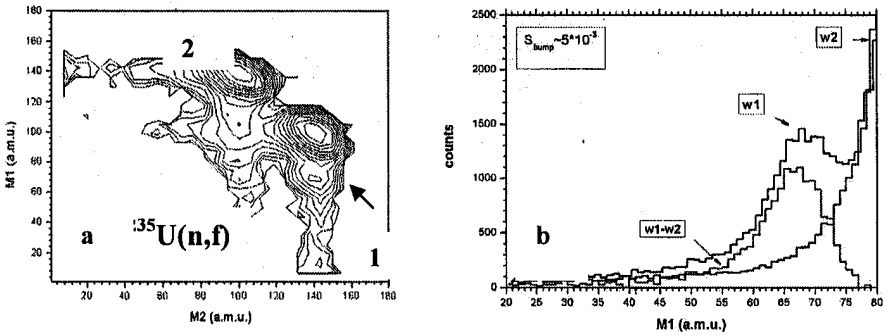 180
160
140
120
100
80
60
40
20
M1 (a.m.u.)
2
a
²³⁵U(n,f)
1
20 40 60 80 100 120 140 160 180
M2 (a.m.u.)
2500
2000
1500
1000
500
0
counts
S_bump~5*10⁻³
w2
w1
w1-w2
b
20 25 30 35 40 45 50 55 60 65 70 75 80
M1 (a.m.u.)